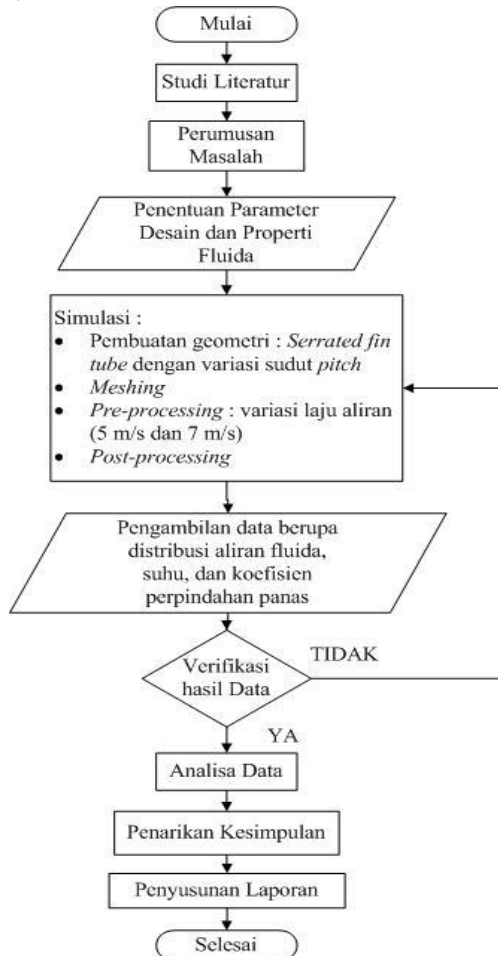 Mulai
Studi Literatur
Perumusan
Masalah
Penentuan Parameter
Desain dan Properti
Fluida
Simulasi :
• Pembuatan geometri : Serrated fin
tube dengan variasi sudut pitch
• Meshing
• Pre-processing : variasi laju aliran
(5 m/s dan 7 m/s)
• Post-processing
Pengambilan data berupa
distribusi aliran fluida,
suhu, dan koefisien
perpindahan panas
Verifikasi
hasil Data
TIDAK
YA
Analisa Data
Penarikan Kesimpulan
Penyusunan Laporan
Selesai